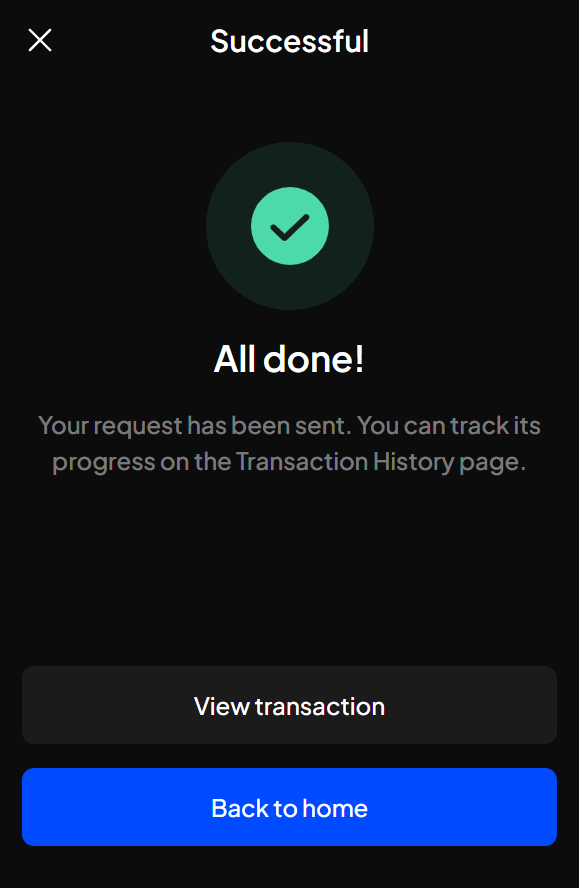 Successful
All done!
Your request has been sent. You can track its
progress on the Transaction History page.
View transaction
Back to home